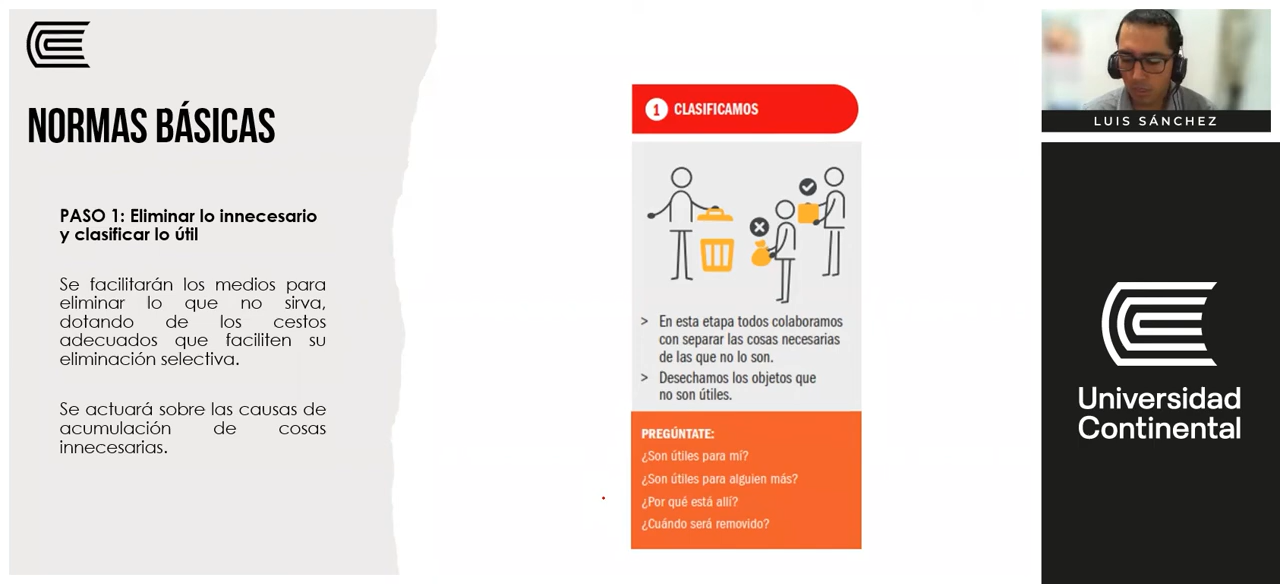 NORMAS BÁSICAS
PASO 1: Eliminar lo innecesario
y clasificar lo útil
Se facilitarán los medios para
eliminar lo que no sirva,
dotando de los cestos
adecuados que faciliten su
eliminación selectiva.
Se actuará sobre las causas de
acumulación de cosas
innecesarias.
1 CLASIFICAMOS
> En esta etapa todos colaboramos
con separar las cosas necesarias
de las que no lo son.
> Desechamos los objetos que
no son útiles.
PREGÚNTATE:
¿Son útiles para mí?
¿Son útiles para alguien más?
¿Por qué está allí?
¿Cuándo será removido?
LUIS SÁNCHEZ
Universidad
Continental